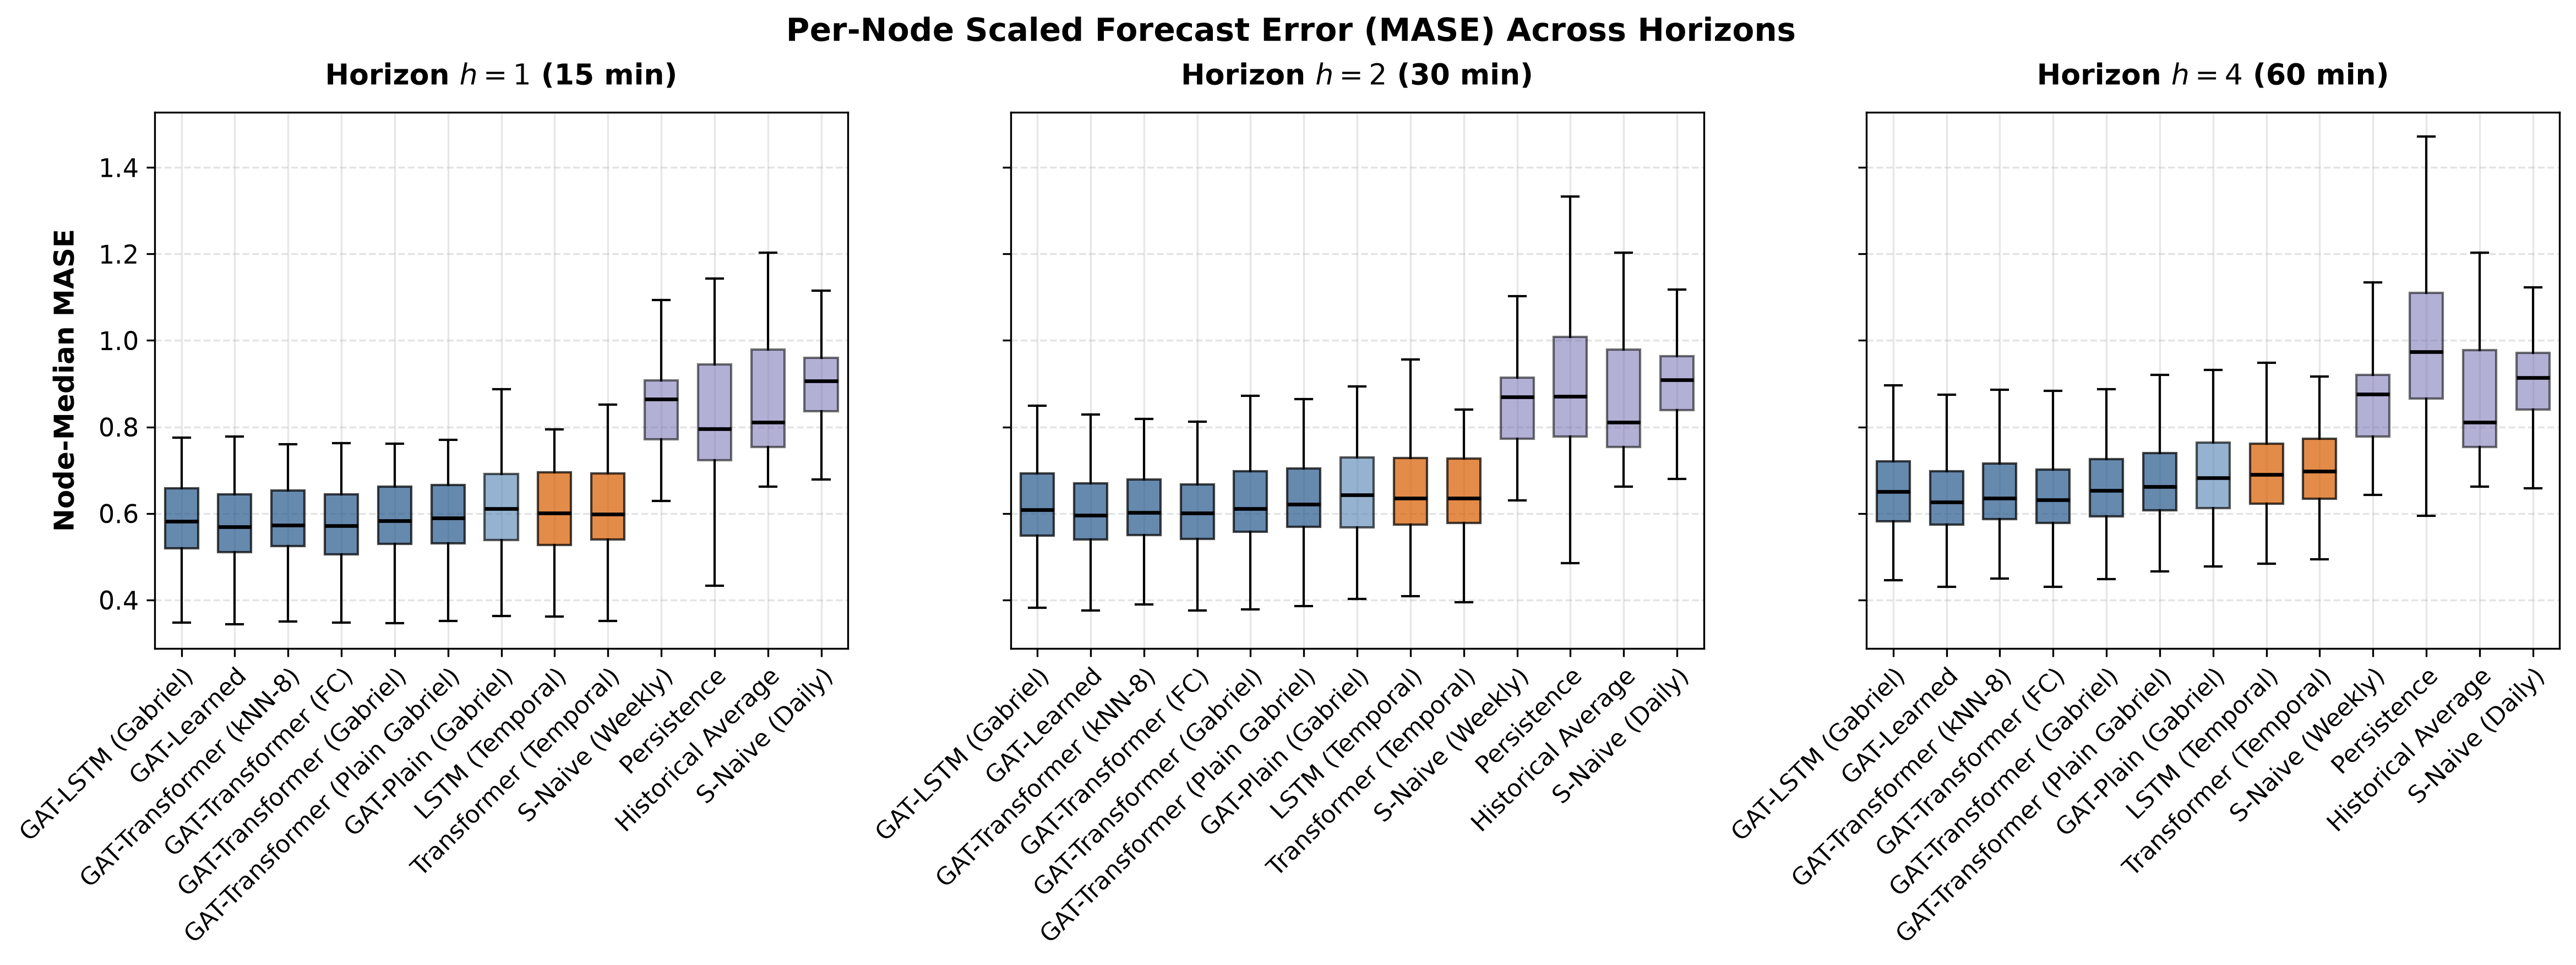 Per-Node Scaled Forecast Error (MASE) Across Horizons
Horizon h = 1 (15 min)
Horizon h = 2 (30 min)
Horizon h = 4 (60 min)
Node-Median MASE
1.4
1.2
1.0
0.8
0.6
0.4
GAT-LSTM (Gabriel)
GAT-Learned
GAT-Transformer (kNN-8)
GAT-Transformer (FC)
GAT-Transformer (Gabriel)
GAT-Transformer (Plain Gabriel)
GAT-Plain (Gabriel)
LSTM (Temporal)
Transformer (Temporal)
S-Naive (Weekly)
Persistence
Historical Average
S-Naive (Daily)
GAT-LSTM (Gabriel)
GAT-Learned
GAT-Transformer (kNN-8)
GAT-Transformer (FC)
GAT-Transformer (Gabriel)
GAT-Transformer (Plain Gabriel)
GAT-Plain (Gabriel)
LSTM (Temporal)
Transformer (Temporal)
S-Naive (Weekly)
Persistence
Historical Average
S-Naive (Daily)
GAT-LSTM (Gabriel)
GAT-Learned
GAT-Transformer (kNN-8)
GAT-Transformer (FC)
GAT-Transformer (Gabriel)
GAT-Transformer (Plain Gabriel)
GAT-Plain (Gabriel)
LSTM (Temporal)
Transformer (Temporal)
S-Naive (Weekly)
Persistence
Historical Average
S-Naive (Daily)